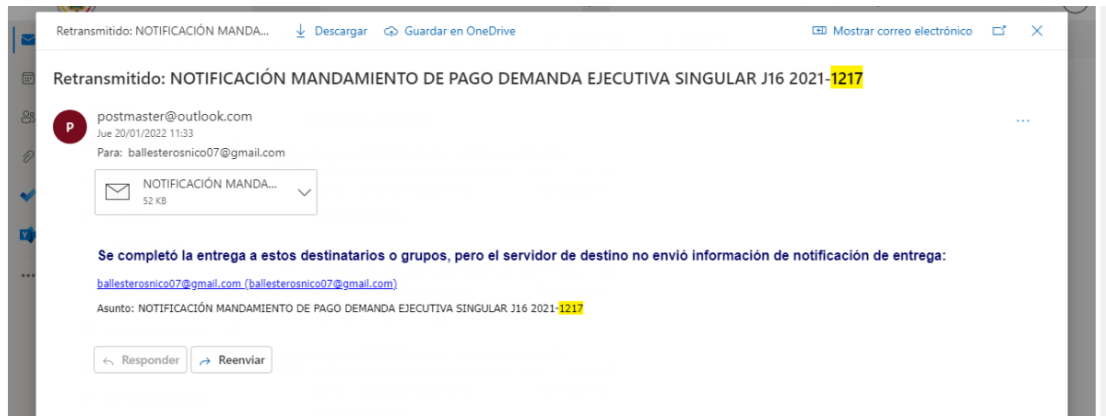 Retransmitido: NOTIFICACIÓN MANDA... Descargar Guardar en OneDrive Mostrar correo electrónico
Retransmitido: NOTIFICACIÓN MANDAMIENTO DE PAGO DEMANDA EJECUTIVA SINGULAR J16 2021-1217
P
postmaster@outlook.com
Jue 20/01/2022 11:33
Para: ballesterosnico07@gmail.com
NOTIFICACIÓN MANDA...
52 KB
Se completó la entrega a estos destinatarios o grupos, pero el servidor de destino no envió información de notificación de entrega:
ballesterosnico07@gmail.com (ballesterosnico07@gmail.com)
Asunto: NOTIFICACIÓN MANDAMIENTO DE PAGO DEMANDA EJECUTIVA SINGULAR J16 2021-1217
Responder Reenviar